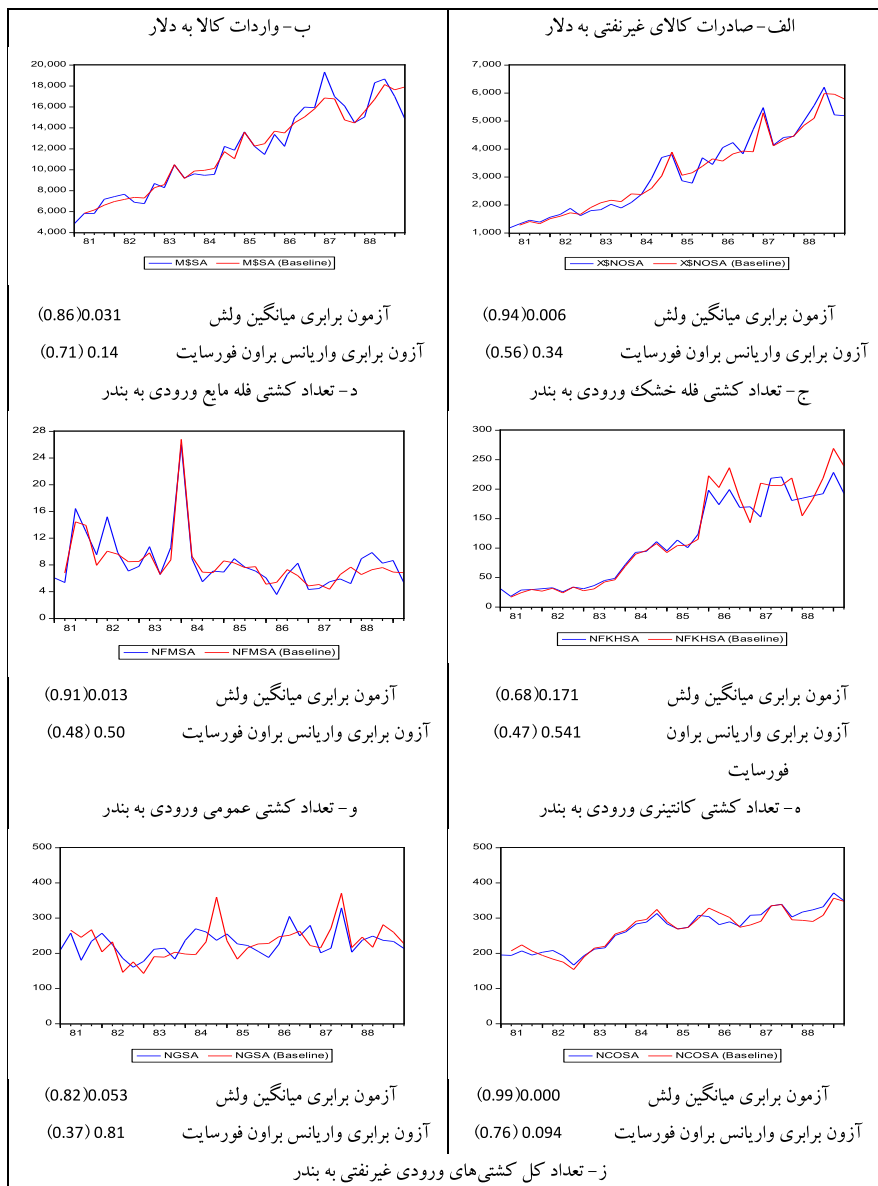 الف- صادرات کالای غیرنفتی به دلار
7,000
6,000
5,000
4,000
3,000
2,000
1,000
81 82 83 84 85 86 87 88
X$NOSA X$NOSA (Baseline)
آزمون برابری میانگین ولش 0.006(0.94)
آزون برابری واریانس براون فورسایت 0.34 (0.56)
ب- واردات کالا به دلار
20,000
18,000
16,000
14,000
12,000
10,000
8,000
6,000
4,000
81 82 83 84 85 86 87 88
M$SA M$SA (Baseline)
آزمون برابری میانگین ولش 0.031(0.86)
آزون برابری واریانس براون فورسایت 0.14 (0.71)
ج- تعداد کشتی فله خشک ورودی به بندر
300
250
200
150
100
50
0
81 82 83 84 85 86 87 88
NFKHSA NFKHSA (Baseline)
آزمون برابری میانگین ولش 0.171(0.68)
آزون برابری واریانس براون 0.541 (0.47)
فورسایت
د- تعداد کشتی فله مایع ورودی به بندر
28
24
20
16
12
8
4
0
81 82 83 84 85 86 87 88
NFMSA NFMSA (Baseline)
آزمون برابری میانگین ولش 0.013(0.91)
آزون برابری واریانس براون فورسایت 0.50 (0.48)
ه- تعداد کشتی کانتینری ورودی به بندر
500
400
300
200
100
0
81 82 83 84 85 86 87 88
NCOSA NCOSA (Baseline)
آزمون برابری میانگین ولش 0.000(0.99)
آزون برابری واریانس براون فورسایت 0.094 (0.76)
و- تعداد کشتی عمومی ورودی به بندر
500
400
300
200
100
0
81 82 83 84 85 86 87 88
NGSA NGSA (Baseline)
آزمون برابری میانگین ولش 0.053(0.82)
آزون برابری واریانس براون فورسایت 0.81 (0.37)
ز- تعداد کل کشتی‌های ورودی غیرنفتی به بندر